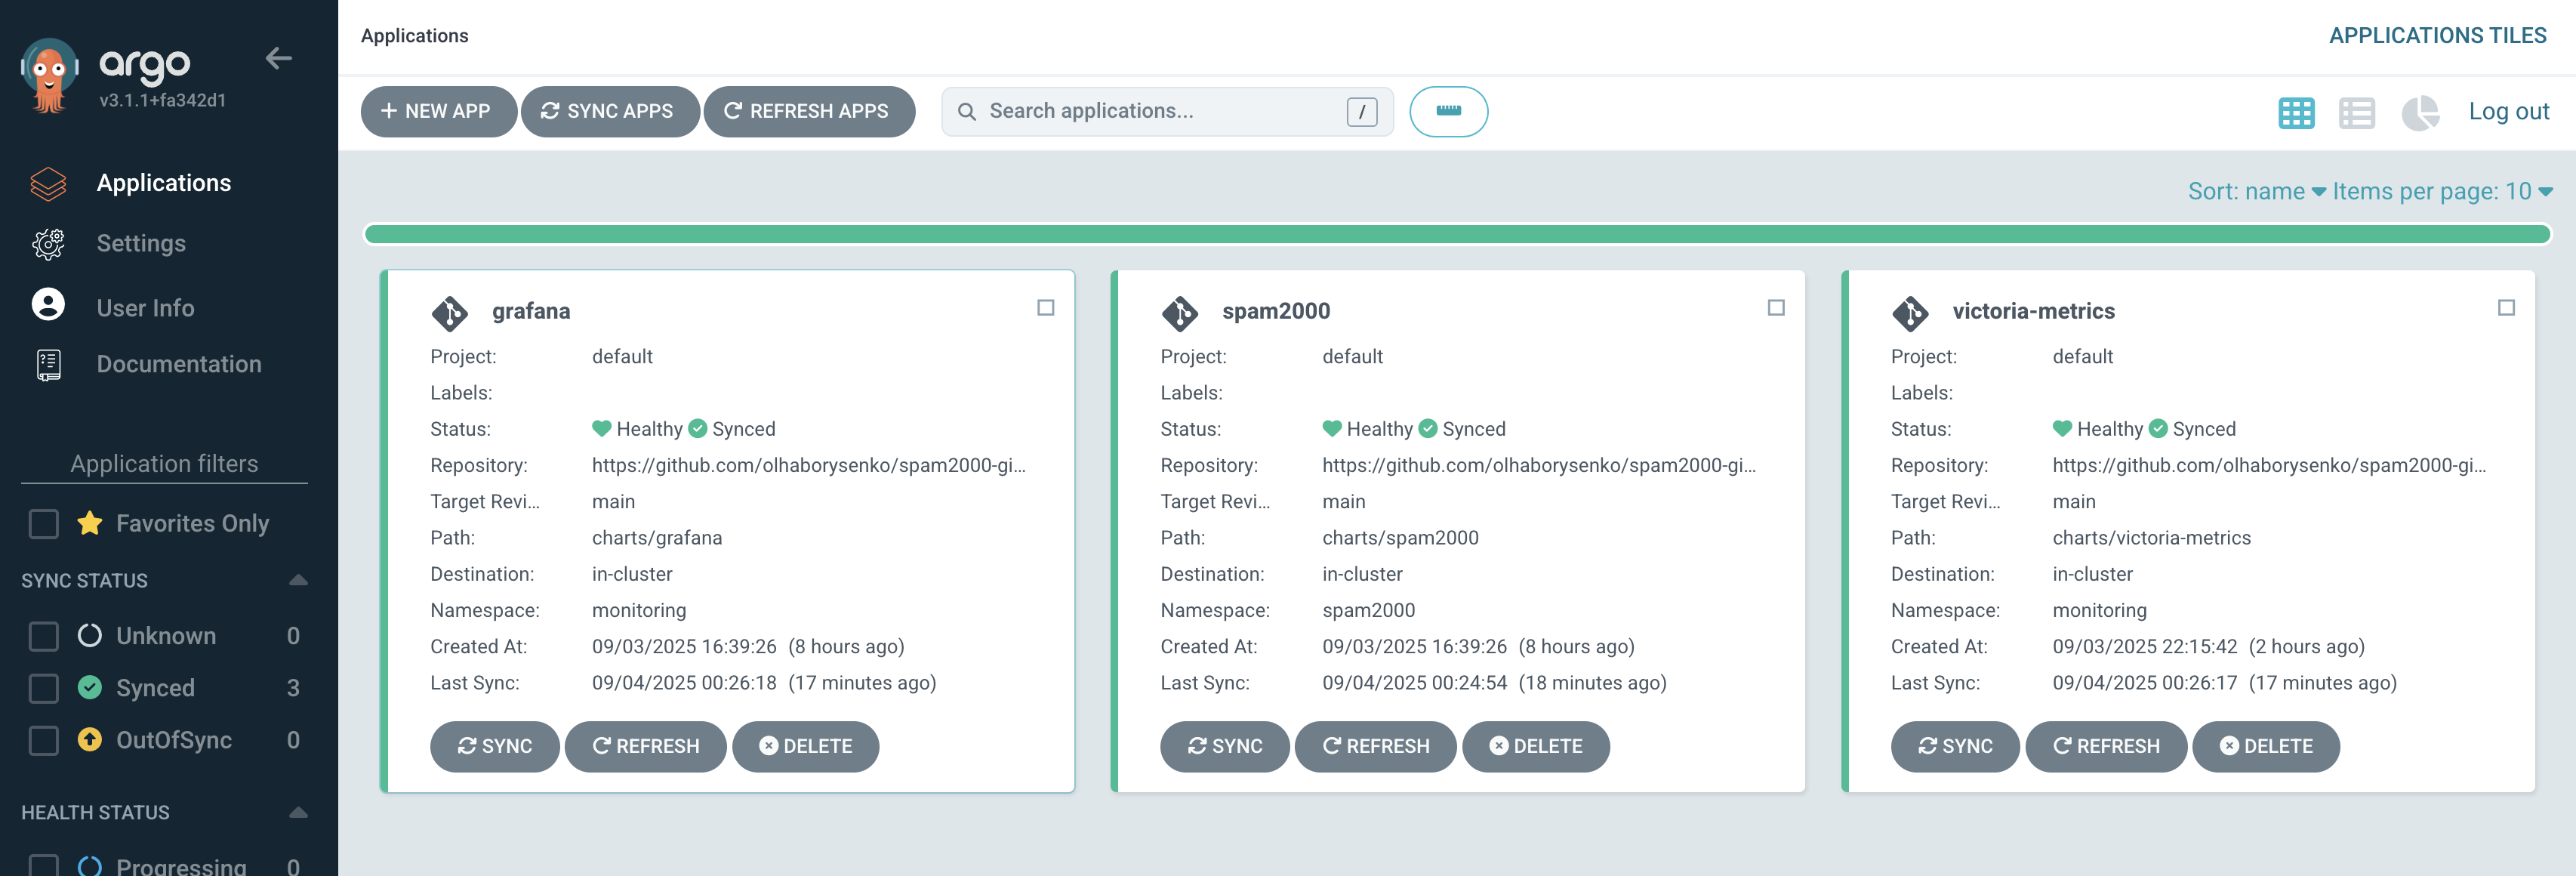 argo
v3.1.1+fa342d1
Applications
Settings
User Info
Documentation
Application filters
Favorites Only
SYNC STATUS
Unknown 0
Synced 3
OutOfSync 0
HEALTH STATUS
Progressing 0
Applications
APPLICATIONS TILES
NEW APP SYNC APPS REFRESH APPS Search applications... / Log out
Sort: name Items per page: 10
grafana
Project: default
Labels:
Status: Healthy Synced
Repository: https://github.com/olhaborysenko/spam2000-gi...
Target Revi... main
Path: charts/grafana
Destination: in-cluster
Namespace: monitoring
Created At: 09/03/2025 16:39:26 (8 hours ago)
Last Sync: 09/04/2025 00:26:18 (17 minutes ago)
SYNC REFRESH DELETE
spam2000
Project: default
Labels:
Status: Healthy Synced
Repository: https://github.com/olhaborysenko/spam2000-gi...
Target Revi... main
Path: charts/spam2000
Destination: in-cluster
Namespace: spam2000
Created At: 09/03/2025 16:39:26 (8 hours ago)
Last Sync: 09/04/2025 00:24:54 (18 minutes ago)
SYNC REFRESH DELETE
victoria-metrics
Project: default
Labels:
Status: Healthy Synced
Repository: https://github.com/olhaborysenko/spam2000-gi...
Target Revi... main
Path: charts/victoria-metrics
Destination: in-cluster
Namespace: monitoring
Created At: 09/03/2025 22:15:42 (2 hours ago)
Last Sync: 09/04/2025 00:26:17 (17 minutes ago)
SYNC REFRESH DELETE